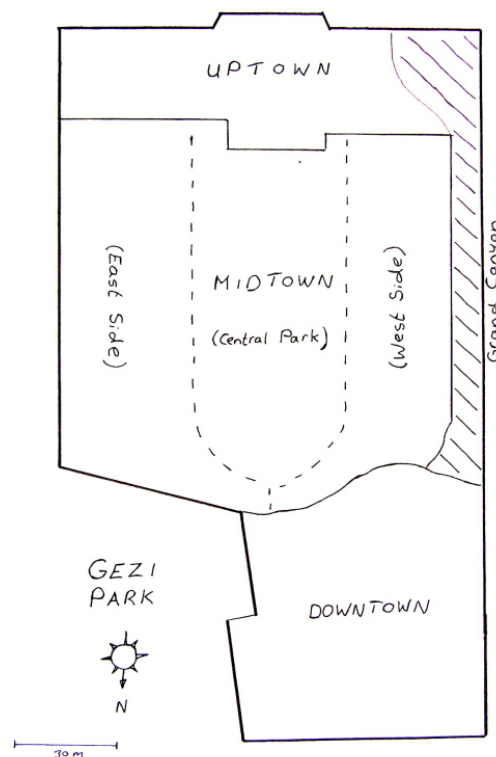 UPTOWN
(East Side)
MIDTOWN
(Central Park)
(West Side)
Grand Canyon
GEZI
PARK
N
DOWNTOWN
30 m